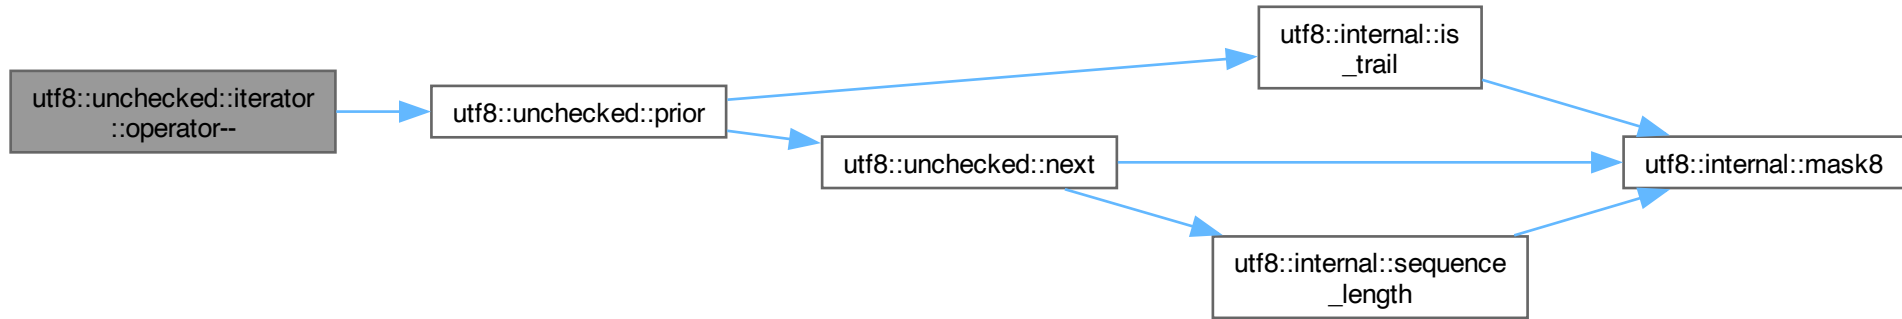 utf8::unchecked::iterator
::operator--
utf8::unchecked::prior
utf8::internal::is
_trail
utf8::unchecked::next
utf8::internal::sequence
_length
utf8::internal::mask8